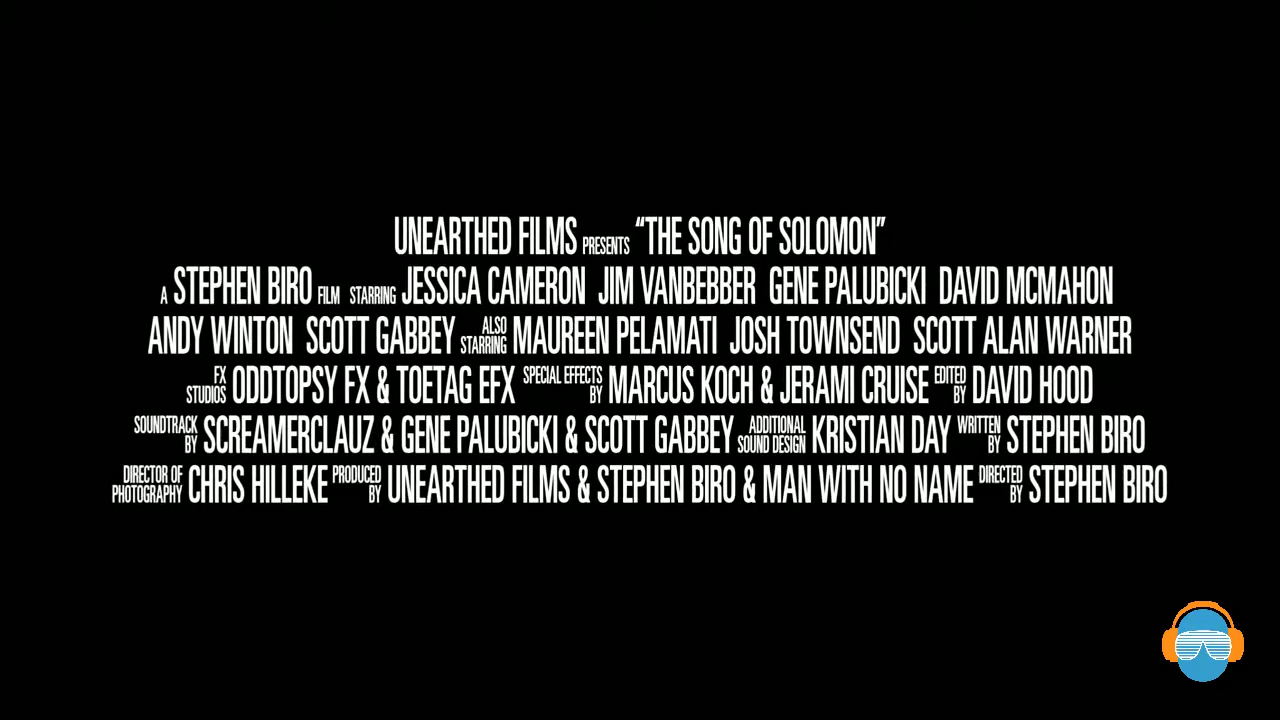 UNEARTHED FILMS PRESENTS “THE SONG OF SOLOMON”
A STEPHEN BIRO FILM STARRING JESSICA CAMERON JIM VANBEBBER GENE PALUBICKI DAVID MCMAHON
ANDY WINTON SCOTT GABBEY ALSO STARRING MAUREEN PELAMATI JOSH TOWNSEND SCOTT ALAN WARNER
FX STUDIOS ODDTOPSY FX & TOETAG EFX SPECIAL EFFECTS BY MARCUS KOCH & JERAMI CRUISE EDITED BY DAVID HOOD
SOUNDTRACK BY SCREAMERCLAUZ & GENE PALUBICKI & SCOTT GABBEY ADDITIONAL SOUND DESIGN KRISTIAN DAY WRITTEN BY STEPHEN BIRO
DIRECTOR OF PHOTOGRAPHY CHRIS HILLEKE PRODUCED BY UNEARTHED FILMS & STEPHEN BIRO & MAN WITH NO NAME DIRECTED BY STEPHEN BIRO